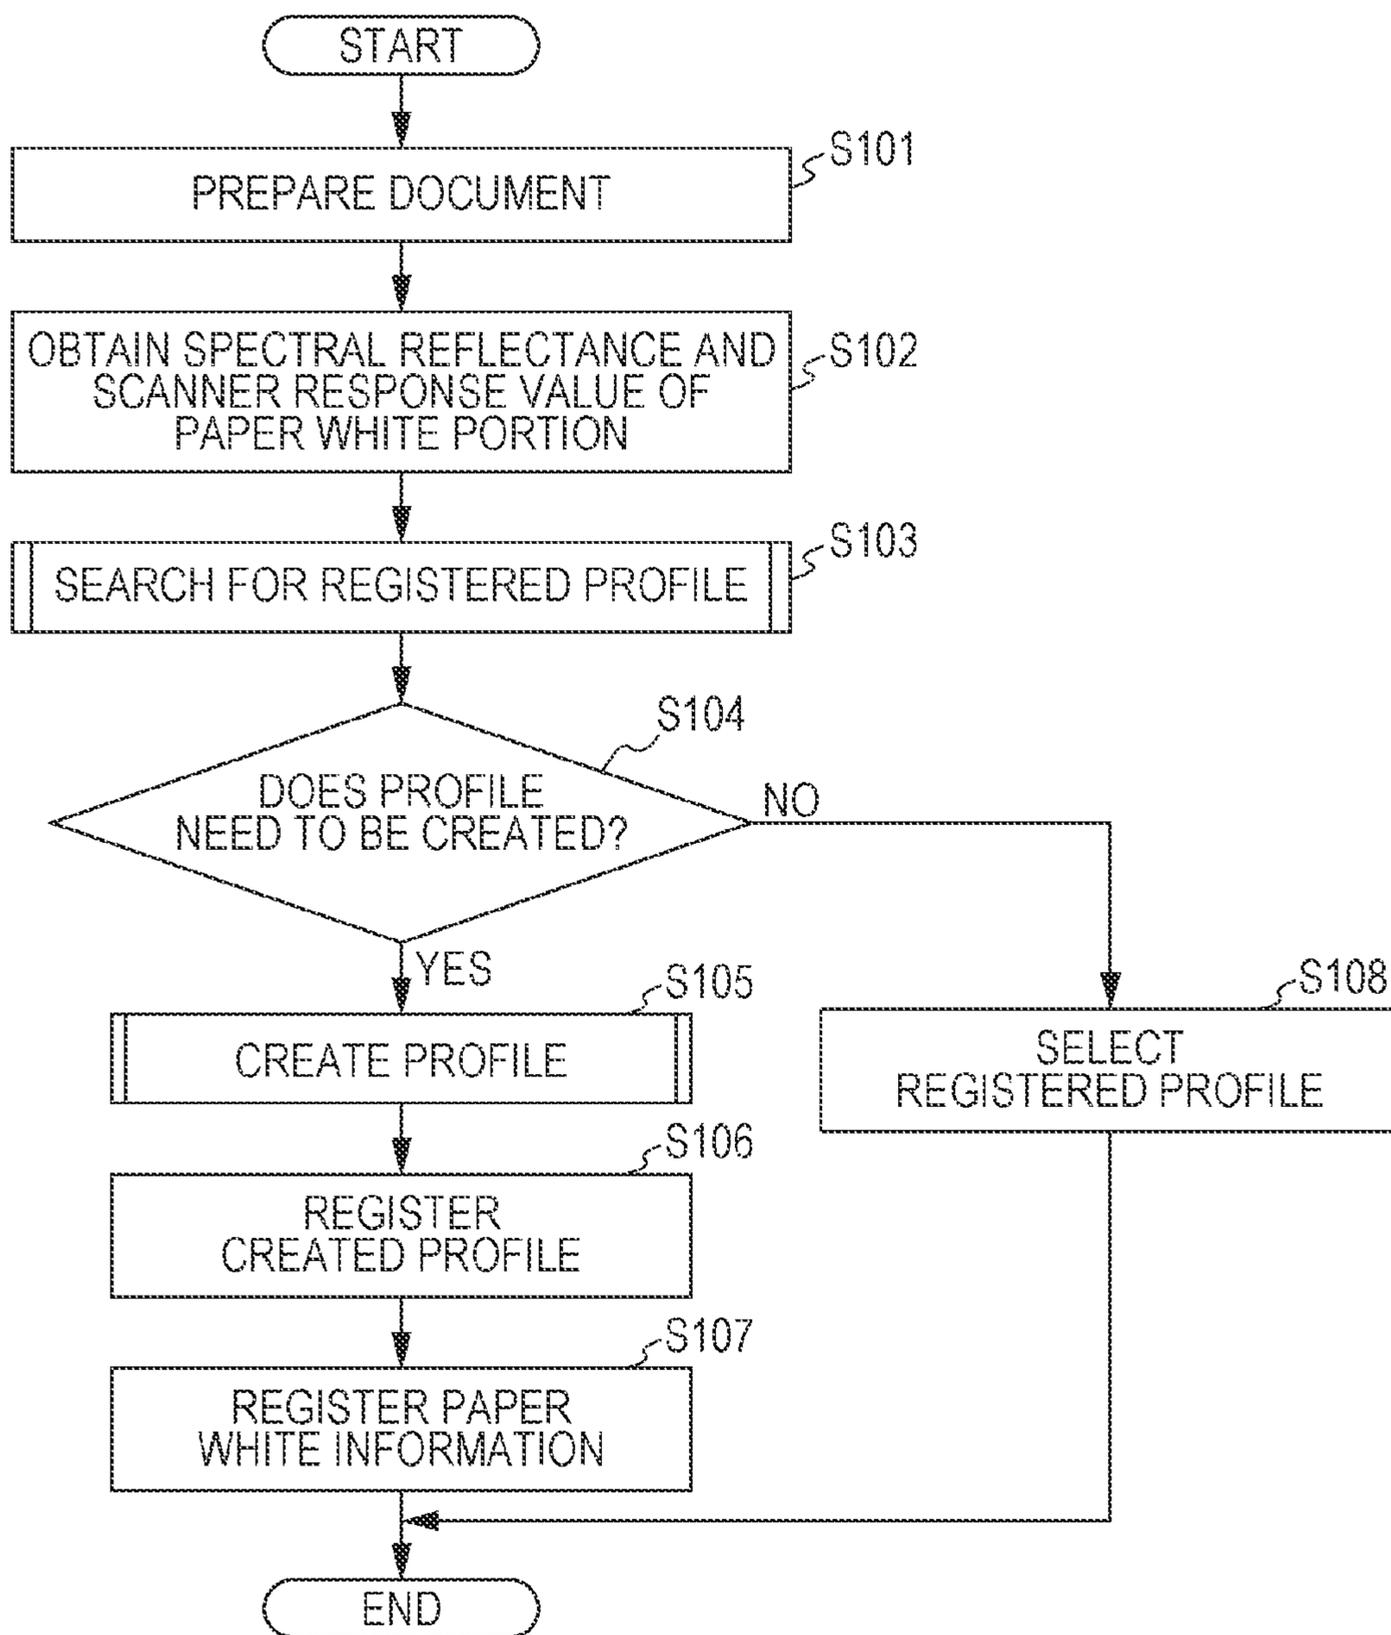 START
S101
PREPARE DOCUMENT
S102
OBTAIN SPECTRAL REFLECTANCE AND
SCANNER RESPONSE VALUE OF
PAPER WHITE PORTION
S103
SEARCH FOR REGISTERED PROFILE
S104
DOES PROFILE
NEED TO BE CREATED?
NO
YES
S105
CREATE PROFILE
S108
SELECT
REGISTERED PROFILE
S106
REGISTER
CREATED PROFILE
S107
REGISTER PAPER
WHITE INFORMATION
END